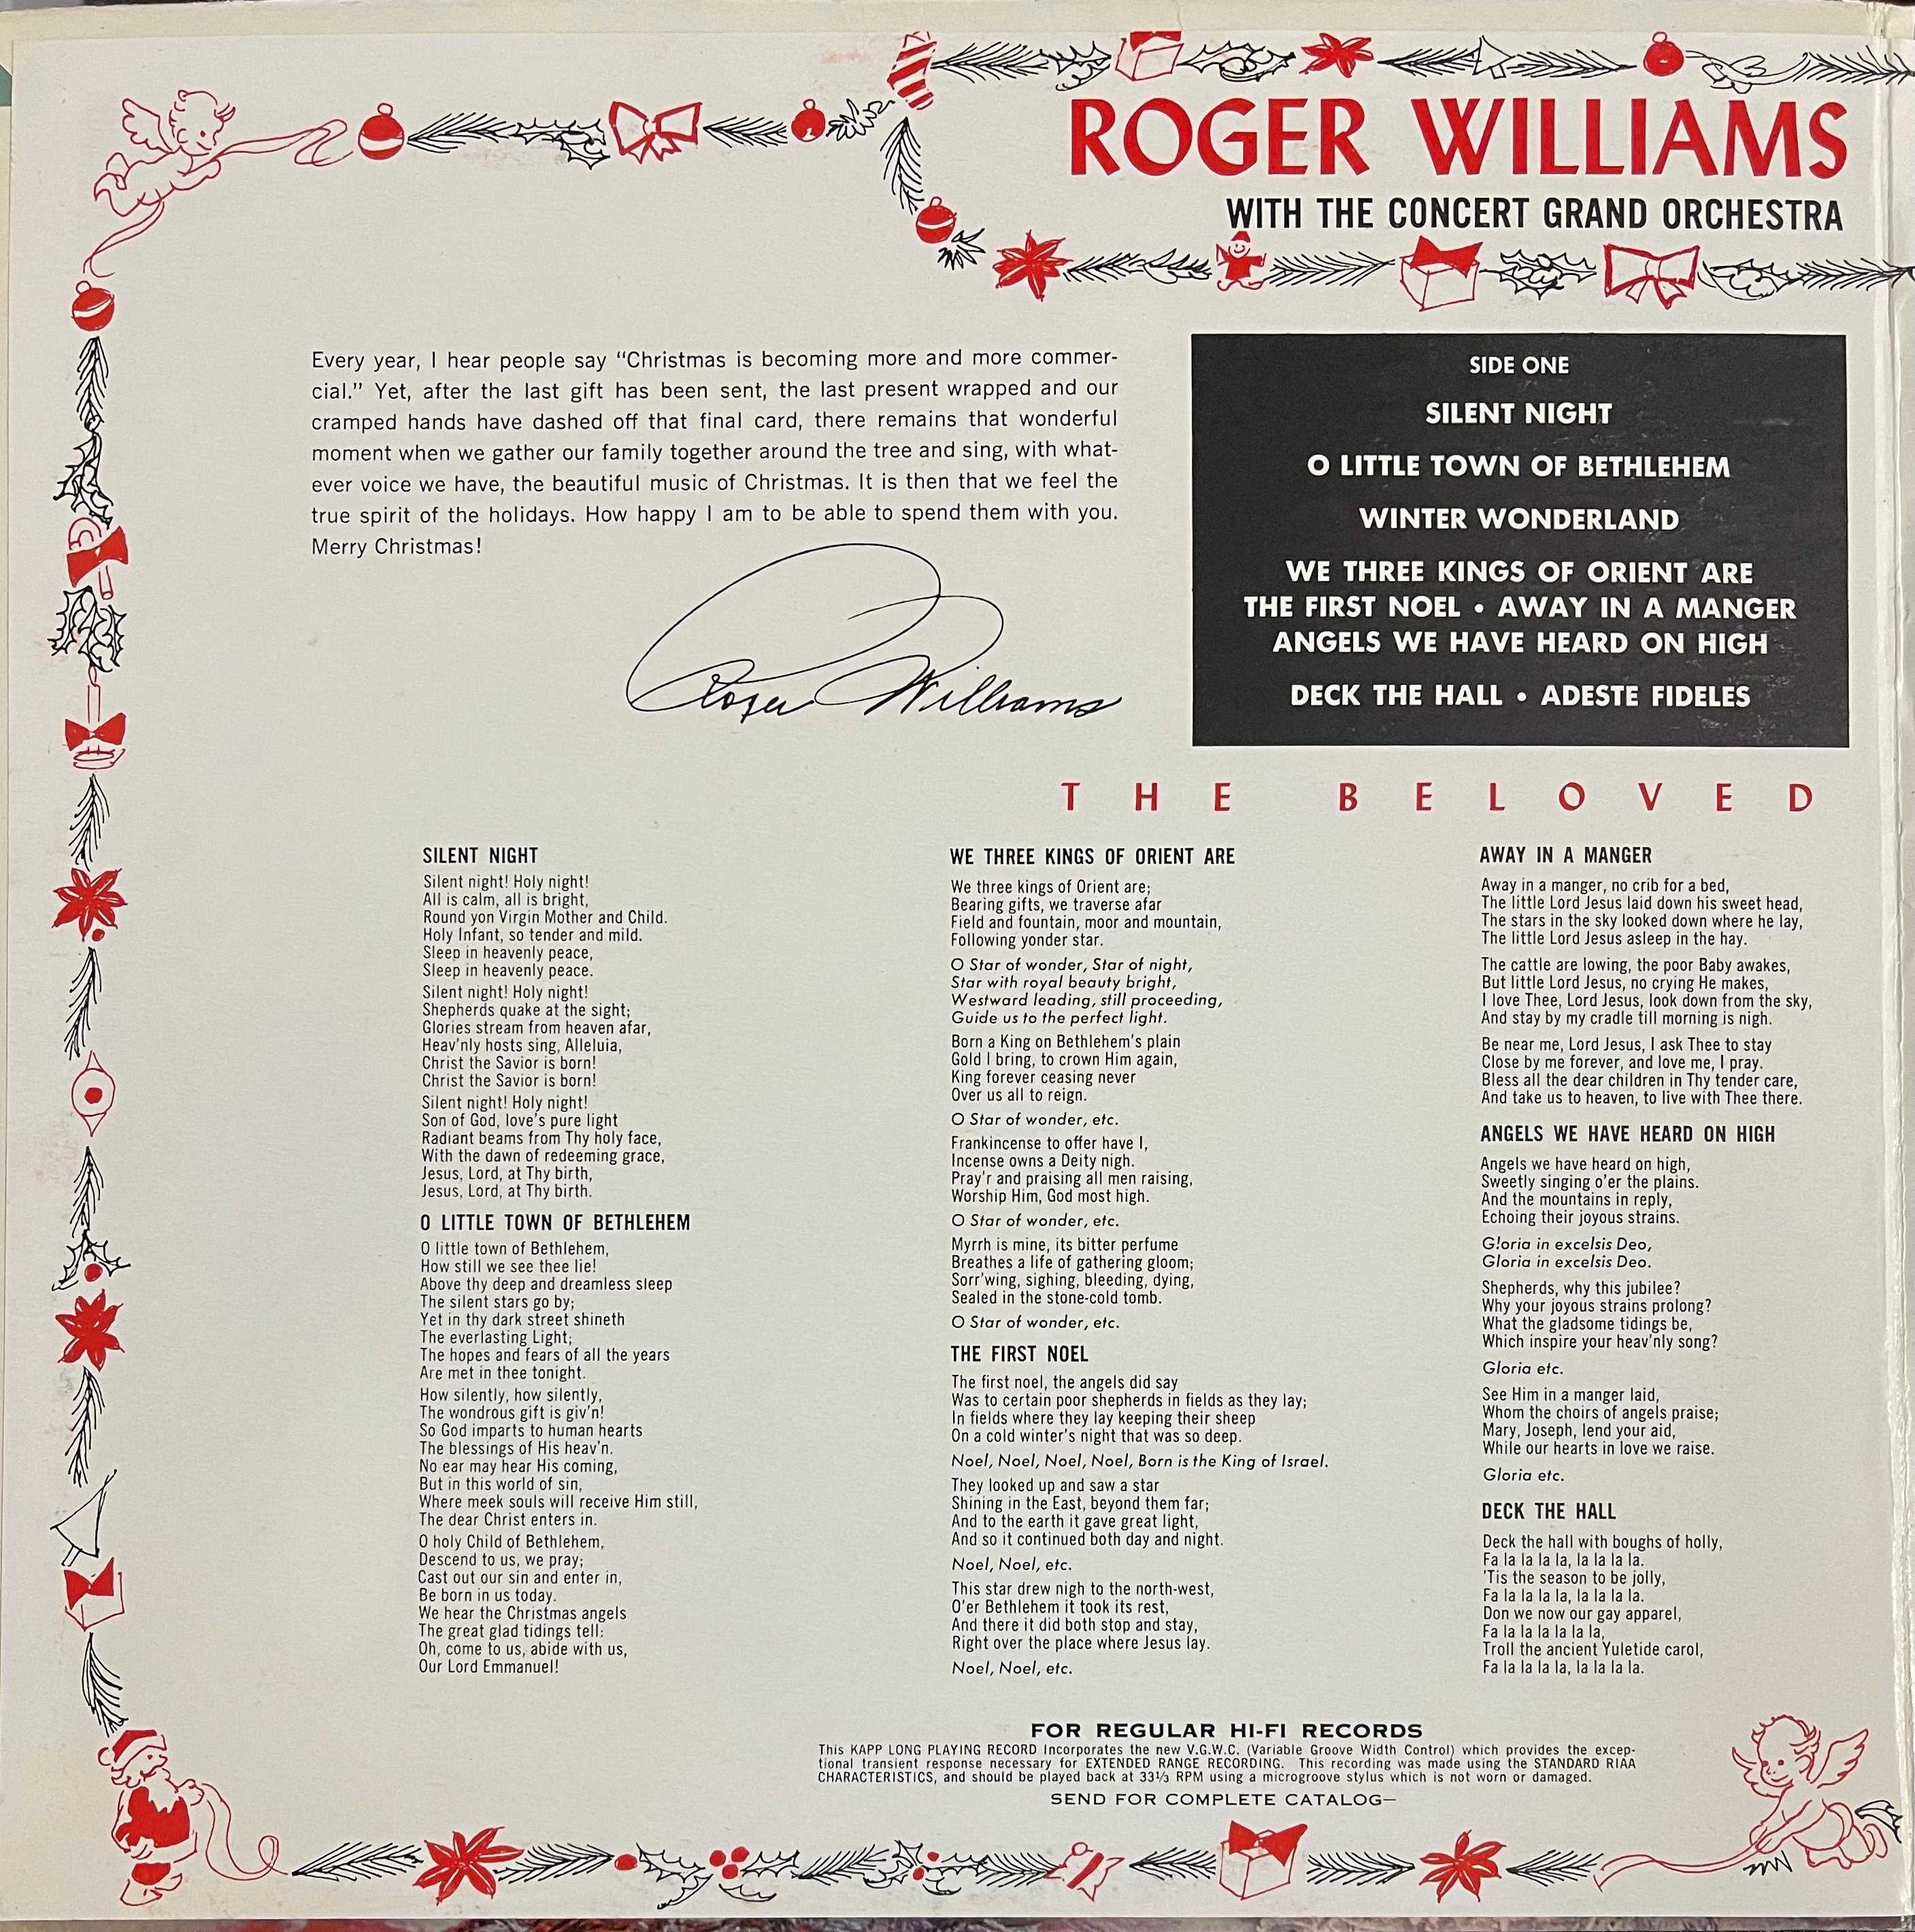 ROGER WILLIAMS
WITH THE CONCERT GRAND ORCHESTRA
Every year, I hear people say “Christmas is becoming more and more commer-
cial.” Yet, after the last gift has been sent, the last present wrapped and our
cramped hands have dashed off that final card, there remains that wonderful
moment when we gather our family together around the tree and sing, with what-
ever voice we have, the beautiful music of Christmas. It is then that we feel the
true spirit of the holidays. How happy I am to be able to spend them with you.
Merry Christmas!
Roger Williams
SIDE ONE
SILENT NIGHT
O LITTLE TOWN OF BETHLEHEM
WINTER WONDERLAND
WE THREE KINGS OF ORIENT ARE
THE FIRST NOEL • AWAY IN A MANGER
ANGELS WE HAVE HEARD ON HIGH
DECK THE HALL • ADESTE FIDELES
THE BELOVED
SILENT NIGHT
Silent night! Holy night!
All is calm, all is bright,
Round yon Virgin Mother and Child.
Holy Infant, so tender and mild.
Sleep in heavenly peace,
Sleep in heavenly peace.
Silent night! Holy night!
Shepherds quake at the sight;
Glories stream from heaven afar,
Heav'nly hosts sing, Alleluia,
Christ the Savior is born!
Christ the Savior is born!
Silent night! Holy night!
Son of God, love's pure light
Radiant beams from Thy holy face,
With the dawn of redeeming grace,
Jesus, Lord, at Thy birth,
Jesus, Lord, at Thy birth.
O LITTLE TOWN OF BETHLEHEM
O little town of Bethlehem,
How still we see thee lie!
Above thy deep and dreamless sleep
The silent stars go by;
Yet in thy dark street shineth
The everlasting Light;
The hopes and fears of all the years
Are met in thee tonight.
How silently, how silently,
The wondrous gift is giv'n!
So God imparts to human hearts
The blessings of His heav'n.
No ear may hear His coming,
But in this world of sin,
Where meek souls will receive Him still,
The dear Christ enters in.
O holy Child of Bethlehem,
Descend to us, we pray;
Cast out our sin and enter in,
Be born in us today.
We hear the Christmas angels
The great glad tidings tell:
Oh, come to us, abide with us,
Our Lord Emmanuel!
WE THREE KINGS OF ORIENT ARE
We three kings of Orient are;
Bearing gifts, we traverse afar
Field and fountain, moor and mountain,
Following yonder star.
O Star of wonder, Star of night,
Star with royal beauty bright,
Westward leading, still proceeding,
Guide us to the perfect light.
Born a King on Bethlehem's plain
Gold I bring, to crown Him again,
King forever ceasing never
Over us all to reign.
O Star of wonder, etc.
Frankincense to offer have I,
Incense owns a Deity nigh.
Pray'r and praising all men raising,
Worship Him, God most high.
O Star of wonder, etc.
Myrrh is mine, its bitter perfume
Breathes a life of gathering gloom;
Sorr'wing, sighing, bleeding, dying,
Sealed in the stone-cold tomb.
O Star of wonder, etc.
THE FIRST NOEL
The first noel, the angels did say
Was to certain poor shepherds in fields as they lay;
In fields where they lay keeping their sheep
On a cold winter's night that was so deep.
Noel, Noel, Noel, Noel, Born is the King of Israel.
They looked up and saw a star
Shining in the East, beyond them far;
And to the earth it gave great light,
And so it continued both day and night.
Noel, Noel, etc.
This star drew nigh to the north-west,
O'er Bethlehem it took its rest,
And there it did both stop and stay,
Right over the place where Jesus lay.
Noel, Noel, etc.
AWAY IN A MANGER
Away in a manger, no crib for a bed,
The little Lord Jesus laid down his sweet head,
The stars in the sky looked down where he lay,
The little Lord Jesus asleep in the hay.
The cattle are lowing, the poor Baby awakes,
But little Lord Jesus, no crying He makes,
I love Thee, Lord Jesus, look down from the sky,
And stay by my cradle till morning is nigh.
Be near me, Lord Jesus, I ask Thee to stay
Close by me forever, and love me, I pray.
Bless all the dear children in Thy tender care,
And take us to heaven, to live with Thee there.
ANGELS WE HAVE HEARD ON HIGH
Angels we have heard on high,
Sweetly singing o'er the plains.
And the mountains in reply,
Echoing their joyous strains.
Gloria in excelsis Deo,
Gloria in excelsis Deo.
Shepherds, why this jubilee?
Why your joyous strains prolong?
What the gladsome tidings be,
Which inspire your heav'nly song?
Gloria etc.
See Him in a manger laid,
Whom the choirs of angels praise;
Mary, Joseph, lend your aid,
While our hearts in love we raise.
Gloria etc.
DECK THE HALL
Deck the hall with boughs of holly,
Fa la la la la, la la la la.
'Tis the season to be jolly,
Fa la la la la, la la la la.
Don we now our gay apparel,
Fa la la la la la la,
Troll the ancient Yuletide carol,
Fa la la la la, la la la la.
FOR REGULAR HI-FI RECORDS
This KAPP LONG PLAYING RECORD Incorporates the new V.G.W.C. (Variable Groove Width Control) which provides the excep-
tional transient response necessary for EXTENDED RANGE RECORDING. This recording was made using the STANDARD RIAA
CHARACTERISTICS, and should be played back at 33⅓ RPM using a microgroove stylus which is not worn or damaged.
SEND FOR COMPLETE CATALOG—